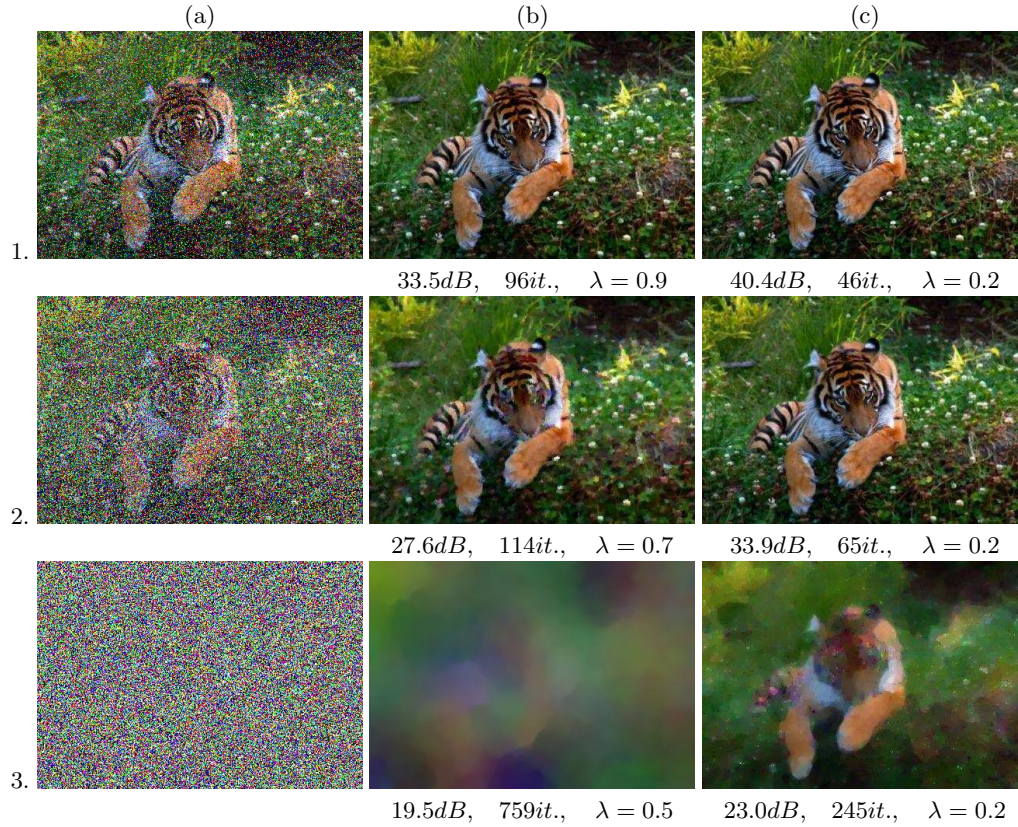 (a) (b) (c)
1.
33.5dB, 96it., λ = 0.9 40.4dB, 46it., λ = 0.2
2.
27.6dB, 114it., λ = 0.7 33.9dB, 65it., λ = 0.2
3.
19.5dB, 759it., λ = 0.5 23.0dB, 245it., λ = 0.2